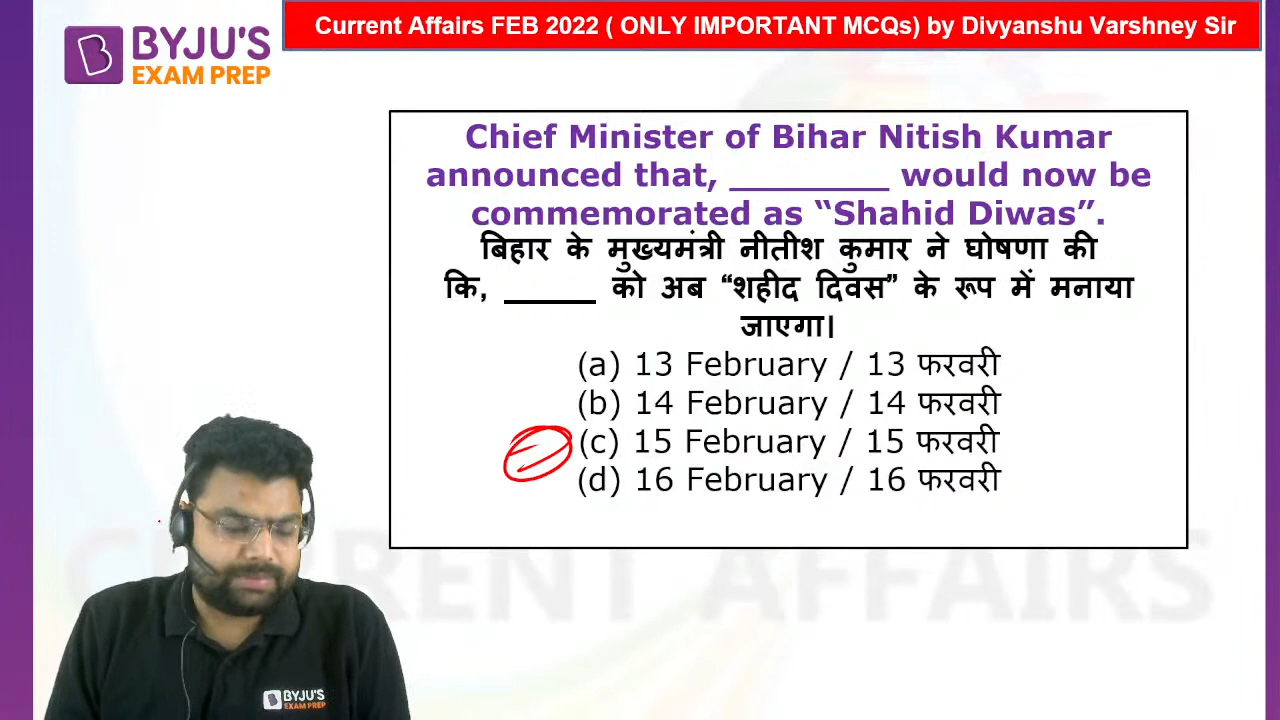 Current Affairs FEB 2022 ( ONLY IMPORTANT MCQs) by Divyanshu Varshney Sir
BYJU'S
EXAM PREP
Chief Minister of Bihar Nitish Kumar
announced that, ________ would now be
commemorated as “Shahid Diwas”.
बिहार के मुख्यमंत्री नीतीश कुमार ने घोषणा की
कि, ______ को अब “शहीद दिवस” के रूप में मनाया
जाएगा।
(a) 13 February / 13 फरवरी
(b) 14 February / 14 फरवरी
(c) 15 February / 15 फरवरी
(d) 16 February / 16 फरवरी
CURRENT AFFAIRS
BYJU'S
EXAM PREP